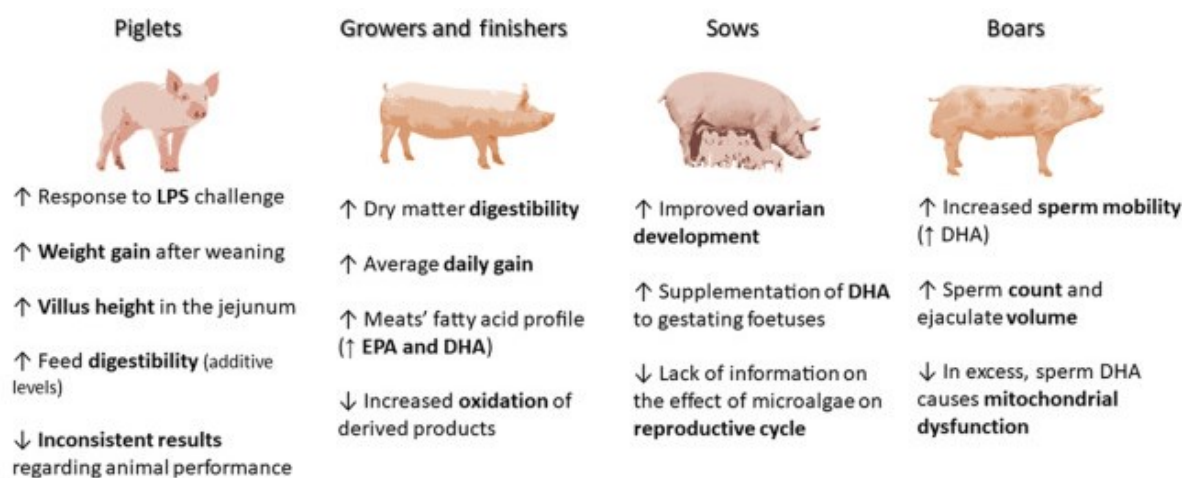 Piglets
↑ Response to LPS challenge
↑ Weight gain after weaning
↑ Villus height in the jejunum
↑ Feed digestibility (additive
levels)
↓ Inconsistent results
regarding animal performance
Growers and finishers
↑ Dry matter digestibility
↑ Average daily gain
↑ Meats’ fatty acid profile
(↑ EPA and DHA)
↓ Increased oxidation of
derived products
Sows
↑ Improved ovarian
development
↑ Supplementation of DHA
to gestating foetuses
↓ Lack of information on
the effect of microalgae on
reproductive cycle
Boars
↑ Increased sperm mobility
(↑ DHA)
↑ Sperm count and
ejaculate volume
↓ In excess, sperm DHA
causes mitochondrial
dysfunction